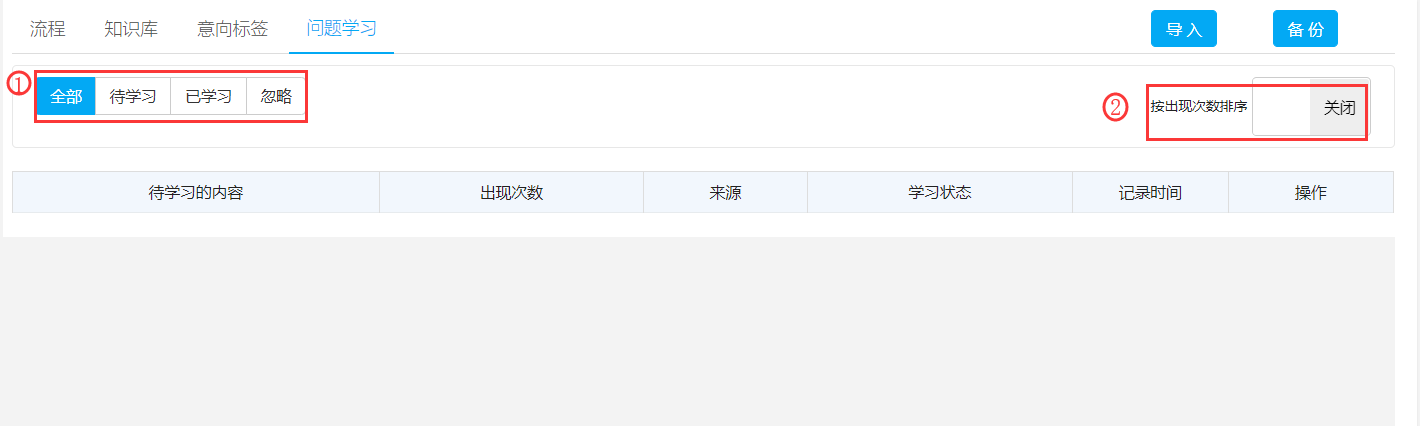 流程 知识库 意向标签 问题学习 导入 备份
① 全部 待学习 已学习 忽略 ② 按出现次数排序 关闭
待学习的内容 出现次数 来源 学习状态 记录时间 操作